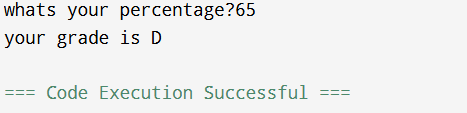 whats your percentage?65
your grade is D
=== Code Execution Successful ===